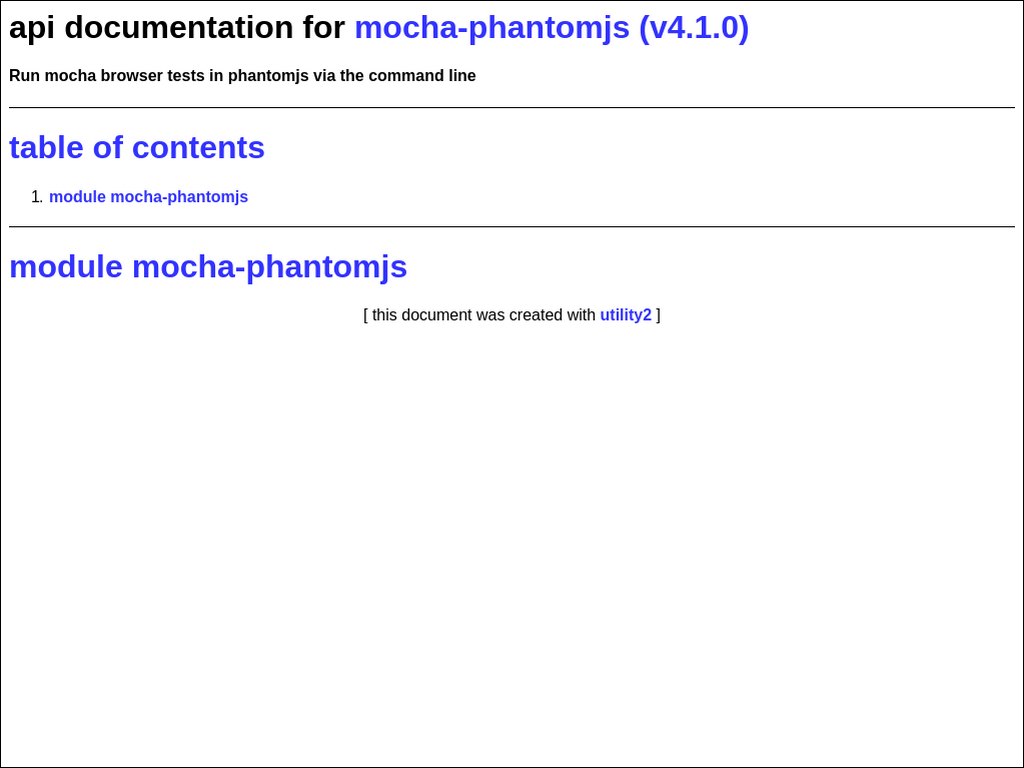 api documentation for mocha-phantomjs (v4.1.0)
Run mocha browser tests in phantomjs via the command line
table of contents
1. module mocha-phantomjs
module mocha-phantomjs
[ this document was created with utility2 ]